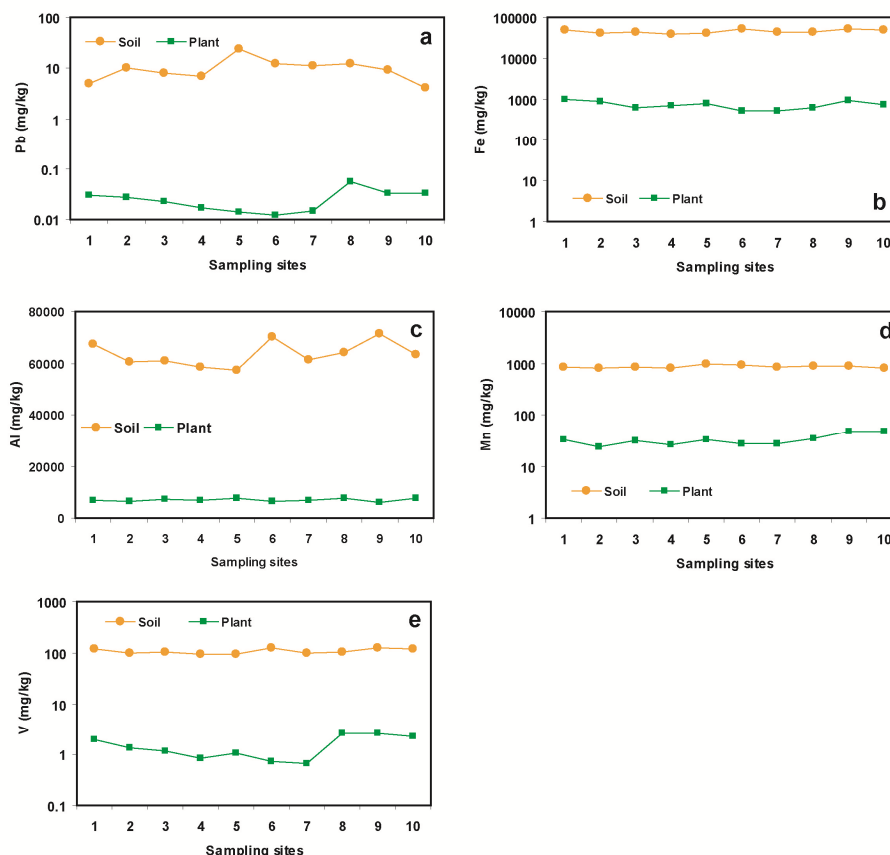 a
Soil Plant
Pb (mg/kg)
100
10
1
0.1
0.01
1 2 3 4 5 6 7 8 9 10
Sampling sites
b
Soil Plant
Fe (mg/kg)
100000
10000
1000
100
10
1
1 2 3 4 5 6 7 8 9 10
Sampling sites
c
Soil Plant
Al (mg/kg)
80000
60000
40000
20000
0
1 2 3 4 5 6 7 8 9 10
Sampling sites
d
Soil Plant
Mn (mg/kg)
10000
1000
100
10
1
1 2 3 4 5 6 7 8 9 10
Sampling sites
e
Soil Plant
V (mg/kg)
1000
100
10
1
0.1
1 2 3 4 5 6 7 8 9 10
Sampling sites